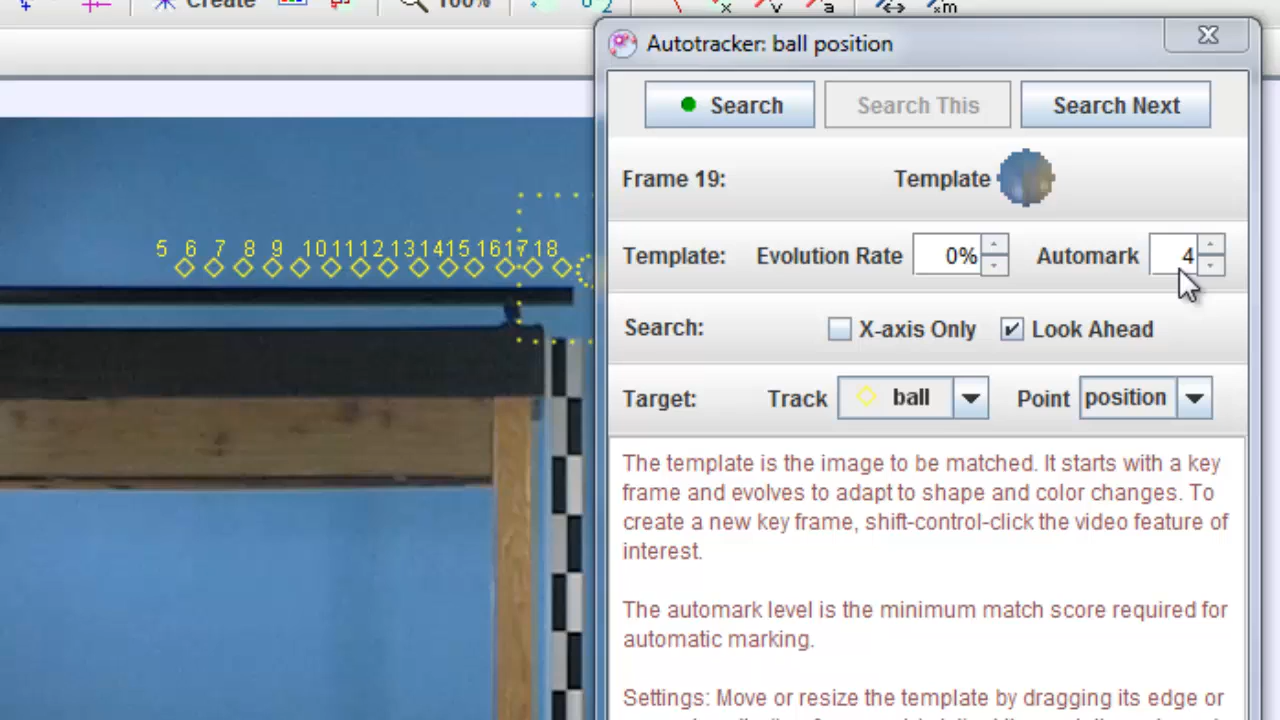 Create
100%
Autotracker: ball position
Search
Search This
Search Next
Frame 19:
Template
Template:
Evolution Rate
0%
Automark
4
5 6 7 8 9 10 11 12 13 14 15 16 17 18
Search:
X-axis Only
Look Ahead
Target:
Track
ball
Point
position
The template is the image to be matched. It starts with a key
frame and evolves to adapt to shape and color changes. To
create a new key frame, shift-control-click the video feature of
interest.
The automark level is the minimum match score required for
automatic marking.
Settings: Move or resize the template by dragging its edge or